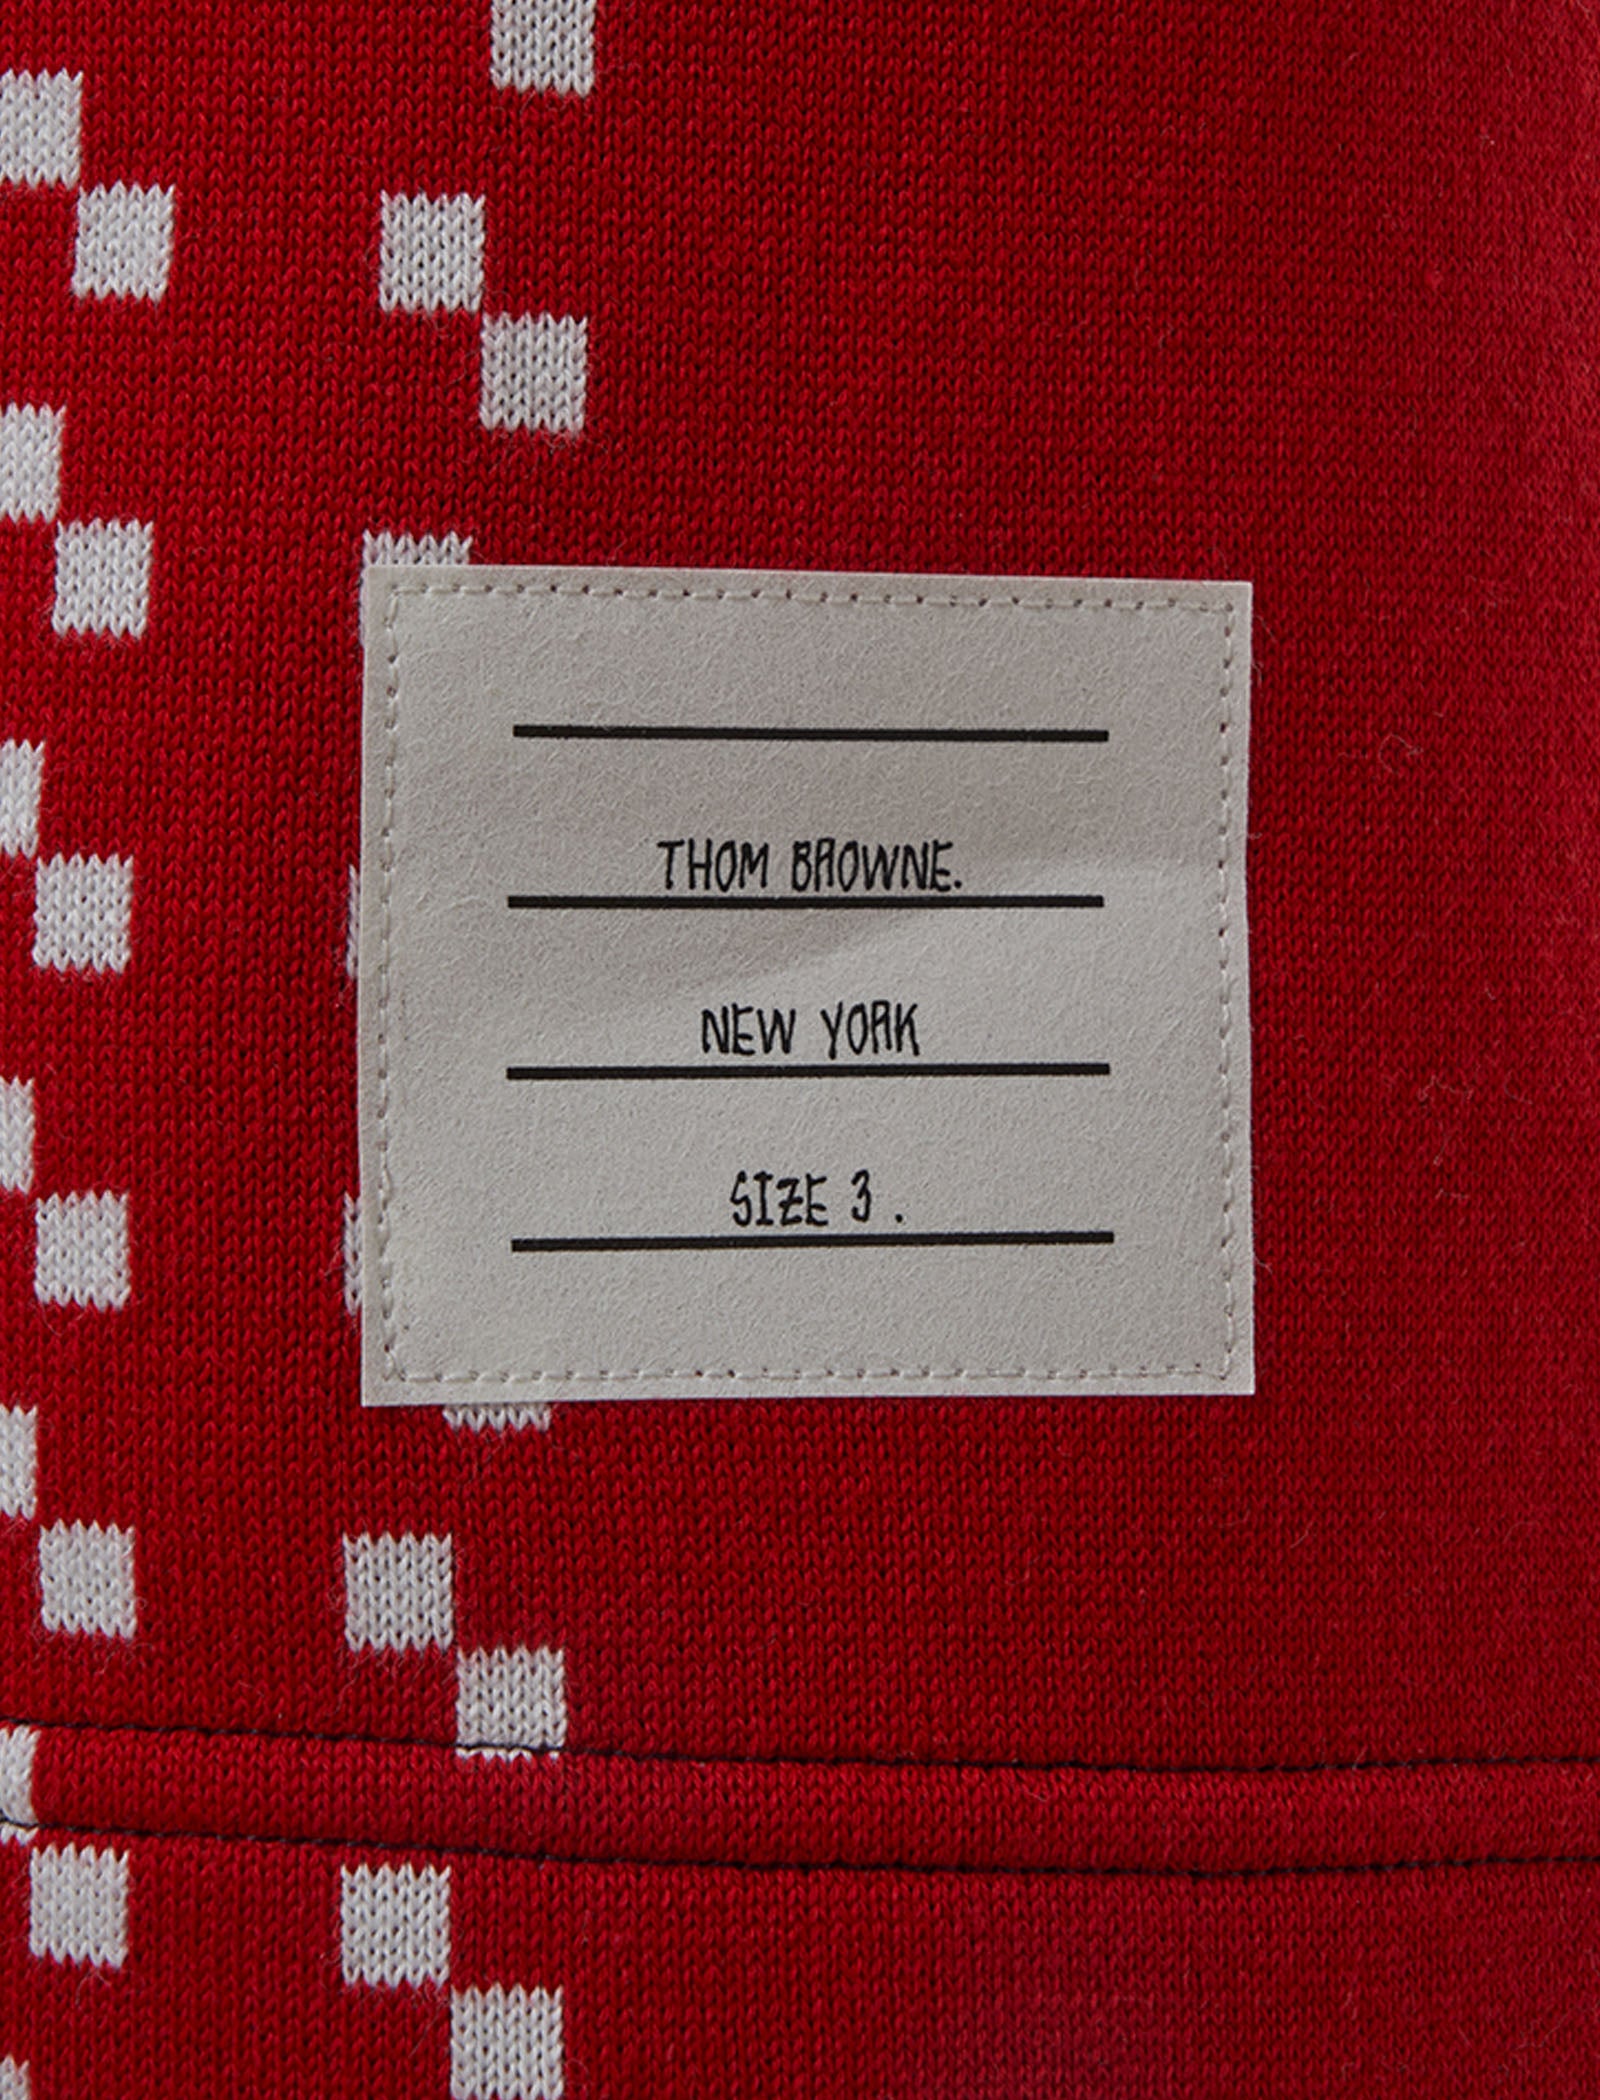 THOM BROWNE.
NEW YORK
SIZE 3 .